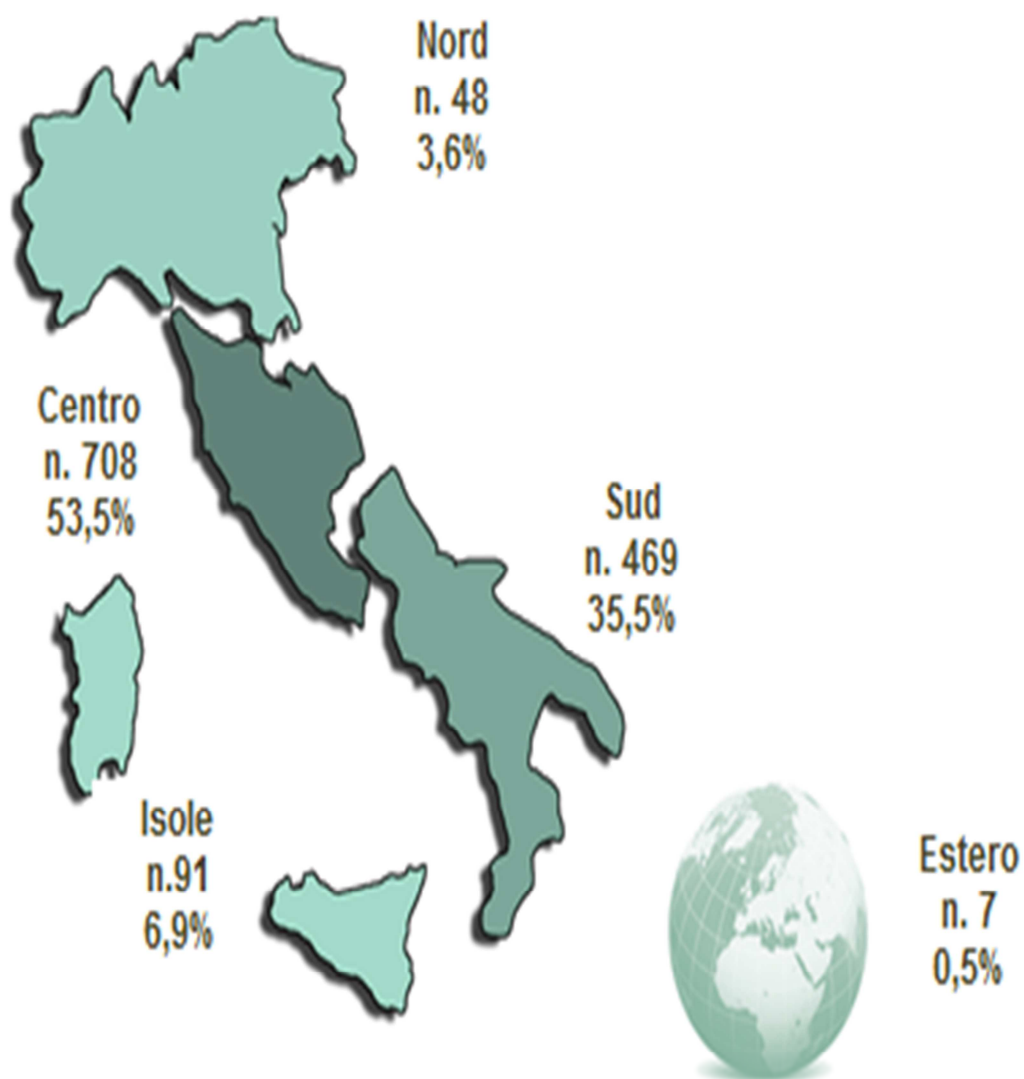 Nord
n. 48
3,6%
Centro
n. 708
53,5%
Sud
n. 469
35,5%
Isole
n.91
6,9%
Estero
n. 7
0,5%